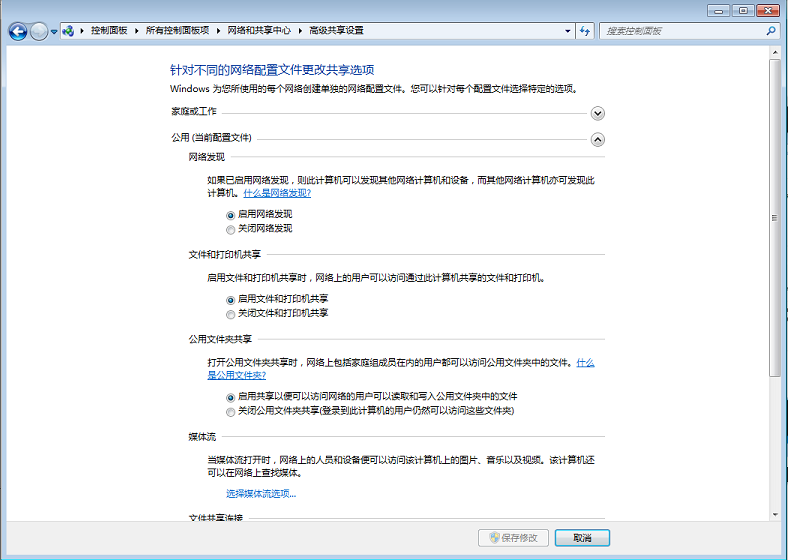 控制面板 ▸ 所有控制面板项 ▸ 网络和共享中心 ▸ 高级共享设置
搜索控制面板
针对不同的网络配置文件更改共享选项
Windows 为您所使用的每个网络创建单独的网络配置文件。您可以针对每个配置文件选择特定的选项。
家庭或工作
公用 (当前配置文件)
网络发现
如果已启用网络发现，则此计算机可以发现其他网络计算机和设备，而其他网络计算机亦可发现此
计算机。什么是网络发现?
启用网络发现
关闭网络发现
文件和打印机共享
启用文件和打印机共享时，网络上的用户可以访问通过此计算机共享的文件和打印机。
启用文件和打印机共享
关闭文件和打印机共享
公用文件夹共享
打开公用文件夹共享时，网络上包括家庭组成员在内的用户都可以访问公用文件夹中的文件。什么
是公用文件夹?
启用共享以便可以访问网络的用户可以读取和写入公用文件夹中的文件
关闭公用文件夹共享(登录到此计算机的用户仍然可以访问这些文件夹)
媒体流
当媒体流打开时，网络上的人员和设备便可以访问该计算机上的图片、音乐以及视频。该计算机还
可以在网络上查找媒体。
选择媒体流选项...
文件共享连接
保存修改
取消